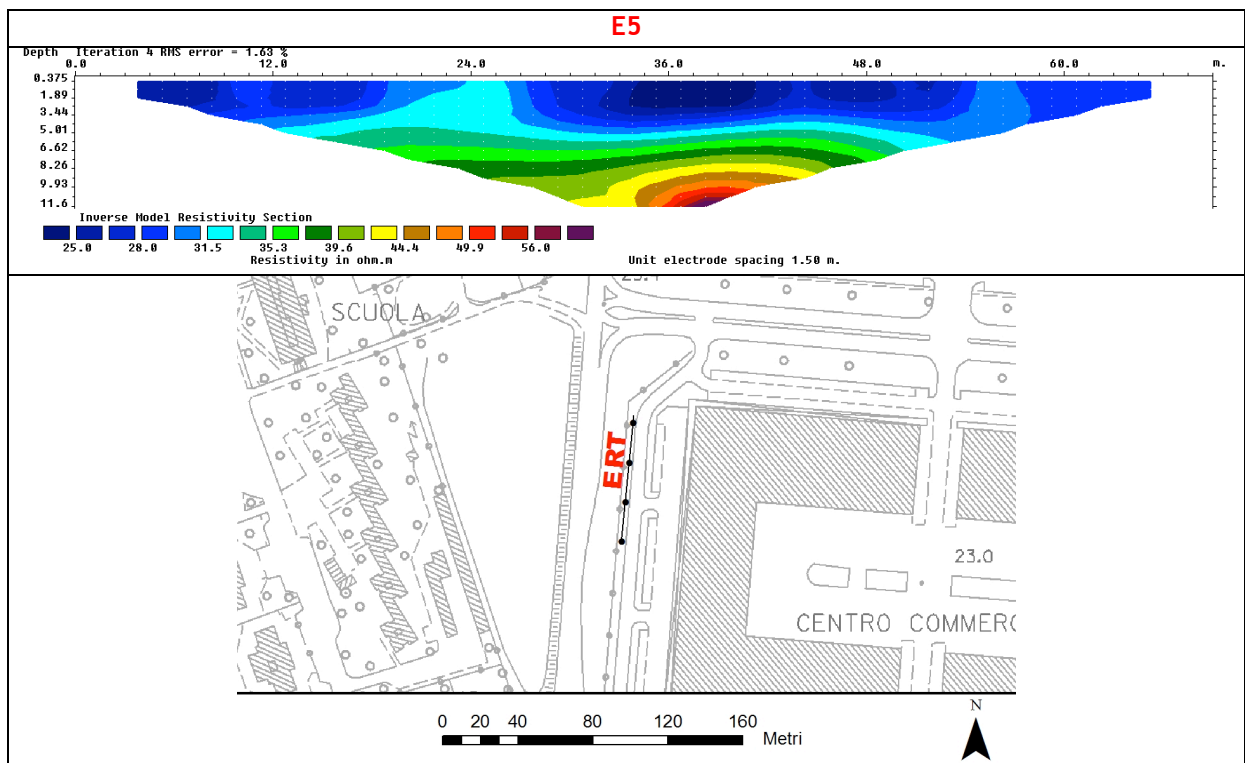 E5
Depth Iteration 4 RMS error = 1.63 %
0.0 12.0 24.0 36.0 48.0 60.0 m.
0.375
1.89
3.44
5.01
6.62
8.26
9.93
11.6
Inverse Model Resistivity Section
25.0 28.0 31.5 35.3 39.6 44.4 49.9 56.0
Resistivity in ohm.m Unit electrode spacing 1.50 m.
SCUOLA
ERT
23.0
CENTRO COMMERC
N
0 20 40 80 120 160
Metri